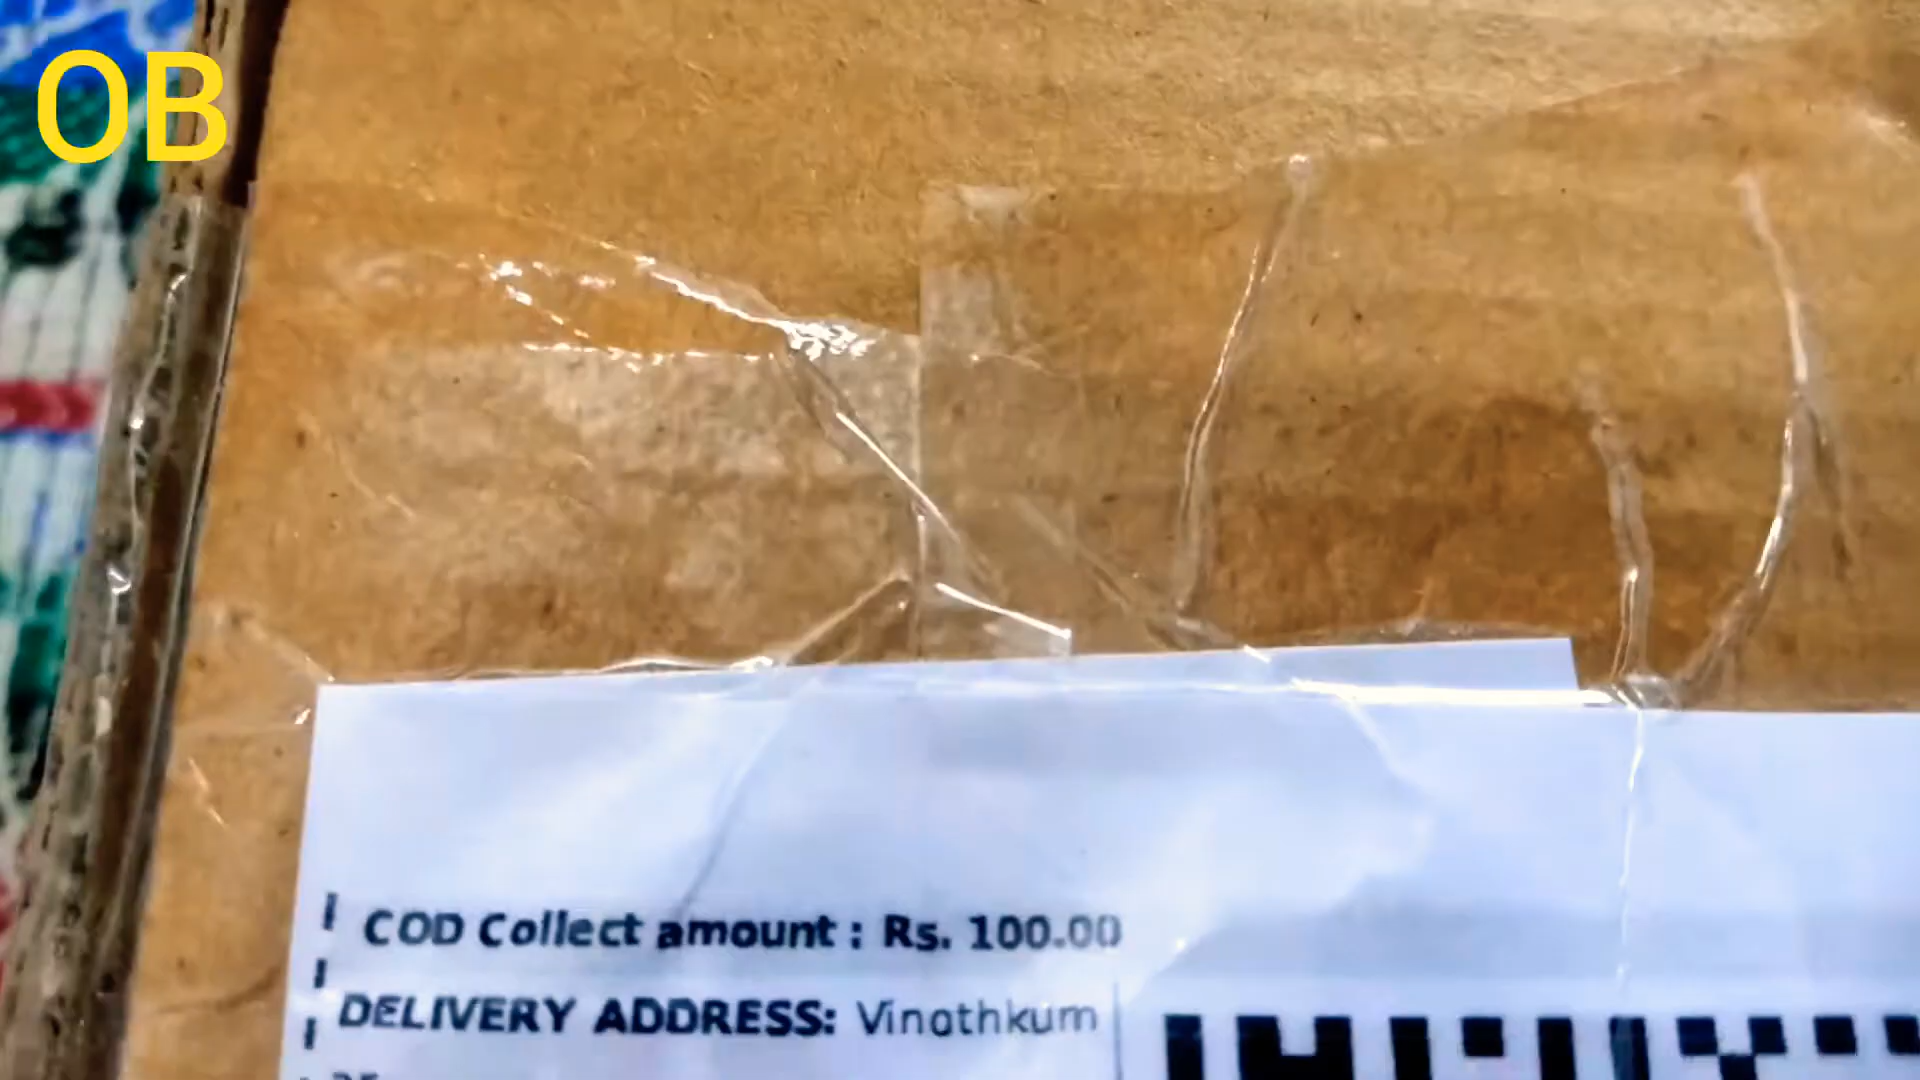 OB
COD Collect amount : Rs. 100.00
DELIVERY ADDRESS: Vinothkum